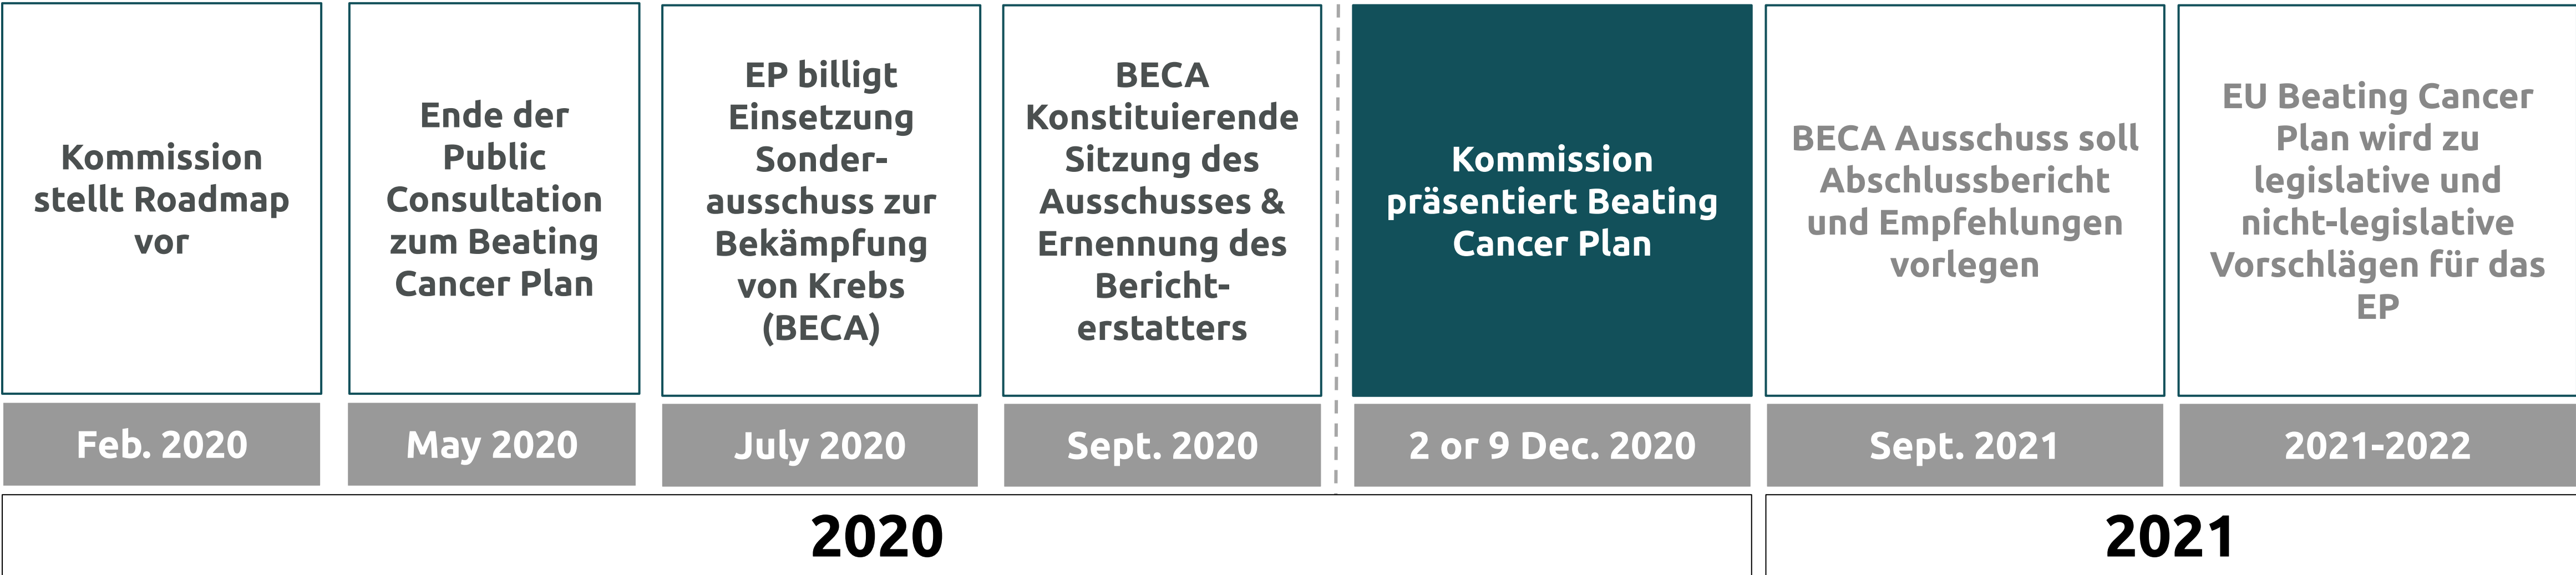 Kommission
stellt Roadmap
vor
Ende der
Public
Consultation
zum Beating
Cancer Plan
EP billigt
Einsetzung
Sonder-
ausschuss zur
Bekämpfung
von Krebs
(BECA)
BECA
Konstituierende
Sitzung des
Ausschusses &
Ernennung des
Bericht-
erstatters
Kommission
präsentiert Beating
Cancer Plan
BECA Ausschuss soll
Abschlussbericht
und Empfehlungen
vorlegen
EU Beating Cancer
Plan wird zu
legislative und
nicht-legislative
Vorschlägen für das
EP
Feb. 2020
May 2020
July 2020
Sept. 2020
2 or 9 Dec. 2020
Sept. 2021
2021-2022
2020
2021